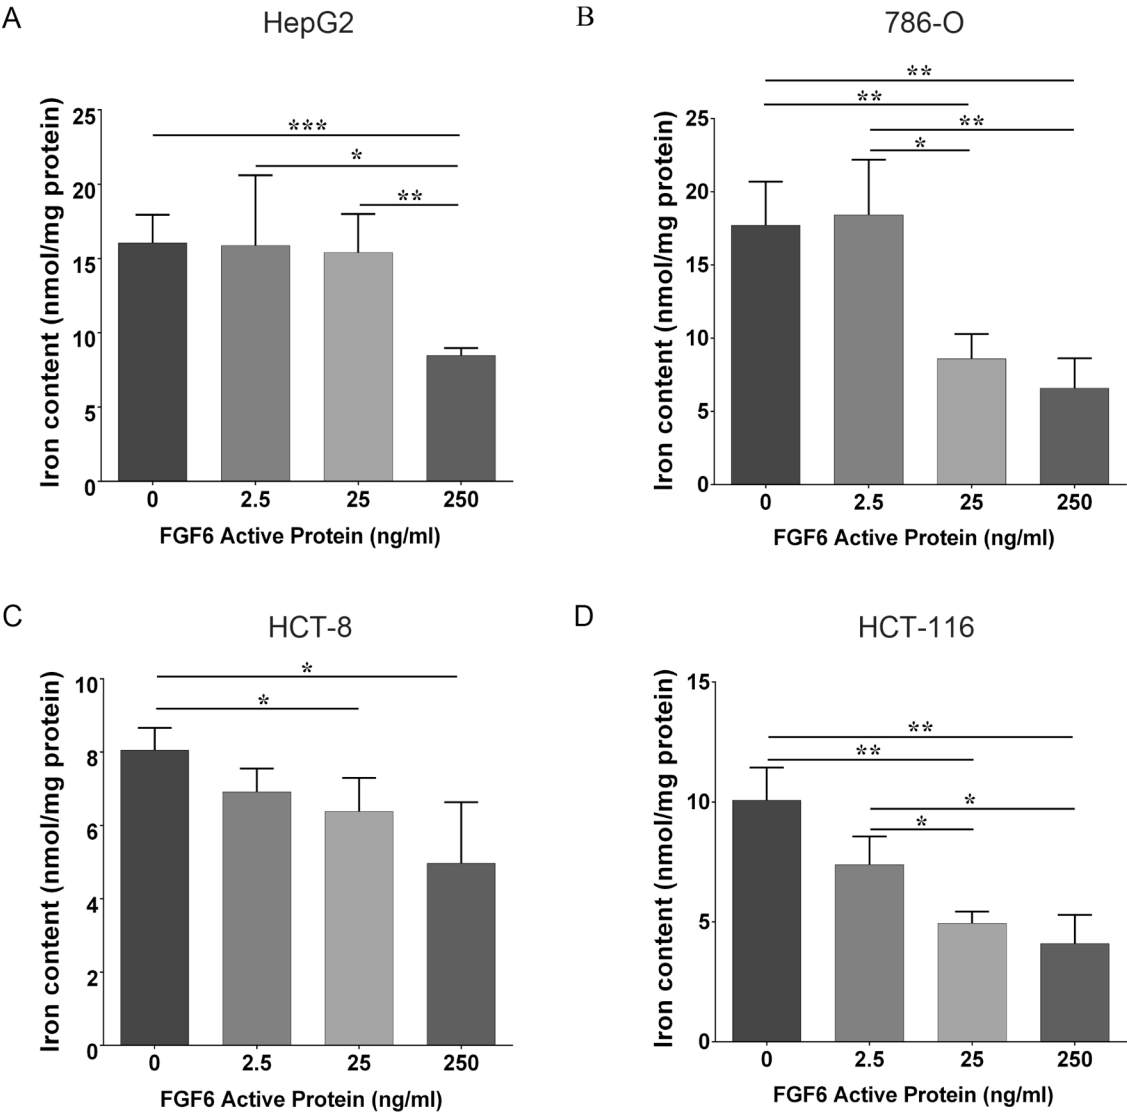 A
HepG2
Iron content (nmol/mg protein)
25
20
15
10
5
0
***
*
**
0 2.5 25 250
FGF6 Active Protein (ng/ml)
B
786-O
Iron content (nmol/mg protein)
25
20
15
10
5
0
**
**
**
*
0 2.5 25 250
FGF6 Active Protein (ng/ml)
C
HCT-8
Iron content (nmol/mg protein)
10
8
6
4
2
0
*
*
0 2.5 25 250
FGF6 Active Protein (ng/ml)
D
HCT-116
Iron content (nmol/mg protein)
15
10
5
0
**
**
*
*
0 2.5 25 250
FGF6 Active Protein (ng/ml)